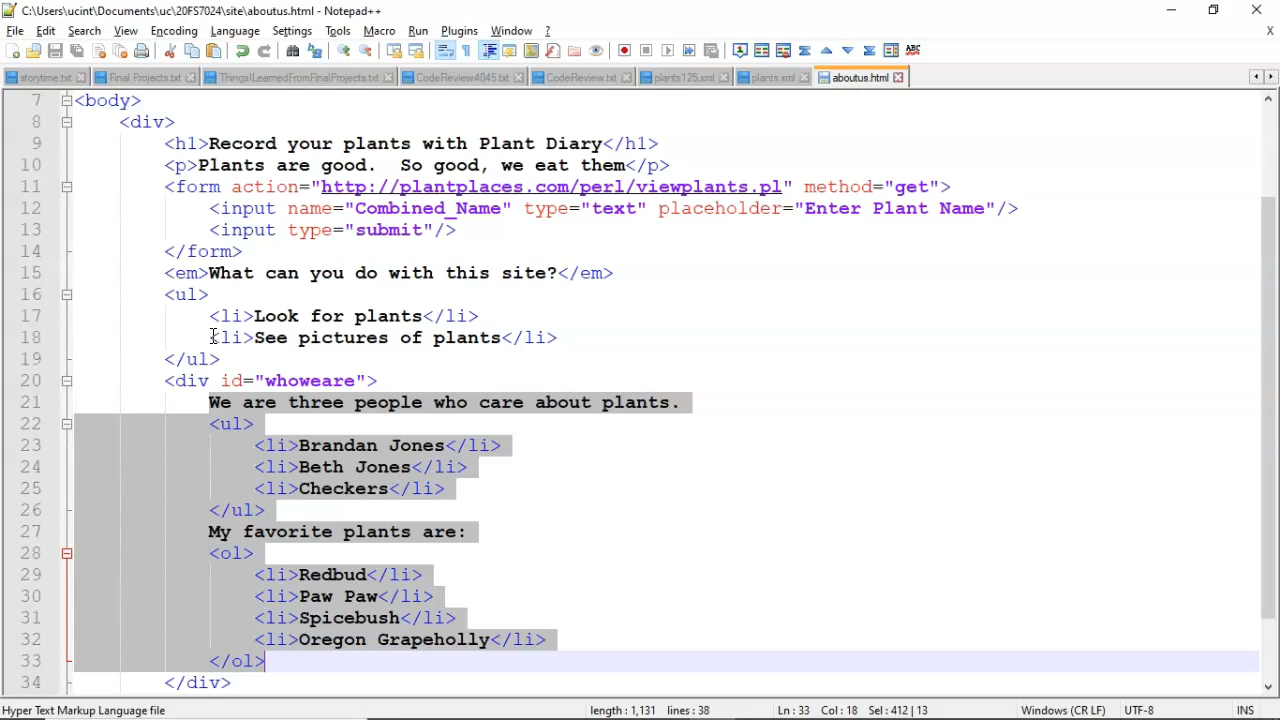 C:\Users\ucint\Documents\uc\20FS7024\site\aboutus.html - Notepad++
File Edit Search View Encoding Language Settings Tools Macro Run Plugins Window ? X
storytime.txt Final Projects.txt ThingsILearnedFromFinalProjects.txt CodeReview4045.txt CodeReview.txt plants125.xml plants.xml aboutus.html
7 <body>
8 <div>
9 <h1>Record your plants with Plant Diary</h1>
10 <p>Plants are good.  So good, we eat them</p>
11 <form action="http://plantplaces.com/perl/viewplants.pl" method="get">
12 <input name="Combined_Name" type="text" placeholder="Enter Plant Name"/>
13 <input type="submit"/>
14 </form>
15 <em>What can you do with this site?</em>
16 <ul>
17 <li>Look for plants</li>
18 <li>See pictures of plants</li>
19 </ul>
20 <div id="whoweare">
21 We are three people who care about plants.
22 <ul>
23 <li>Brandan Jones</li>
24 <li>Beth Jones</li>
25 <li>Checkers</li>
26 </ul>
27 My favorite plants are:
28 <ol>
29 <li>Redbud</li>
30 <li>Paw Paw</li>
31 <li>Spicebush</li>
32 <li>Oregon Grapeholly</li>
33 </ol>
34 </div>
Hyper Text Markup Language file length : 1,131 lines : 38 Ln : 33 Col : 18 Sel : 412 | 13 Windows (CR LF) UTF-8 INS